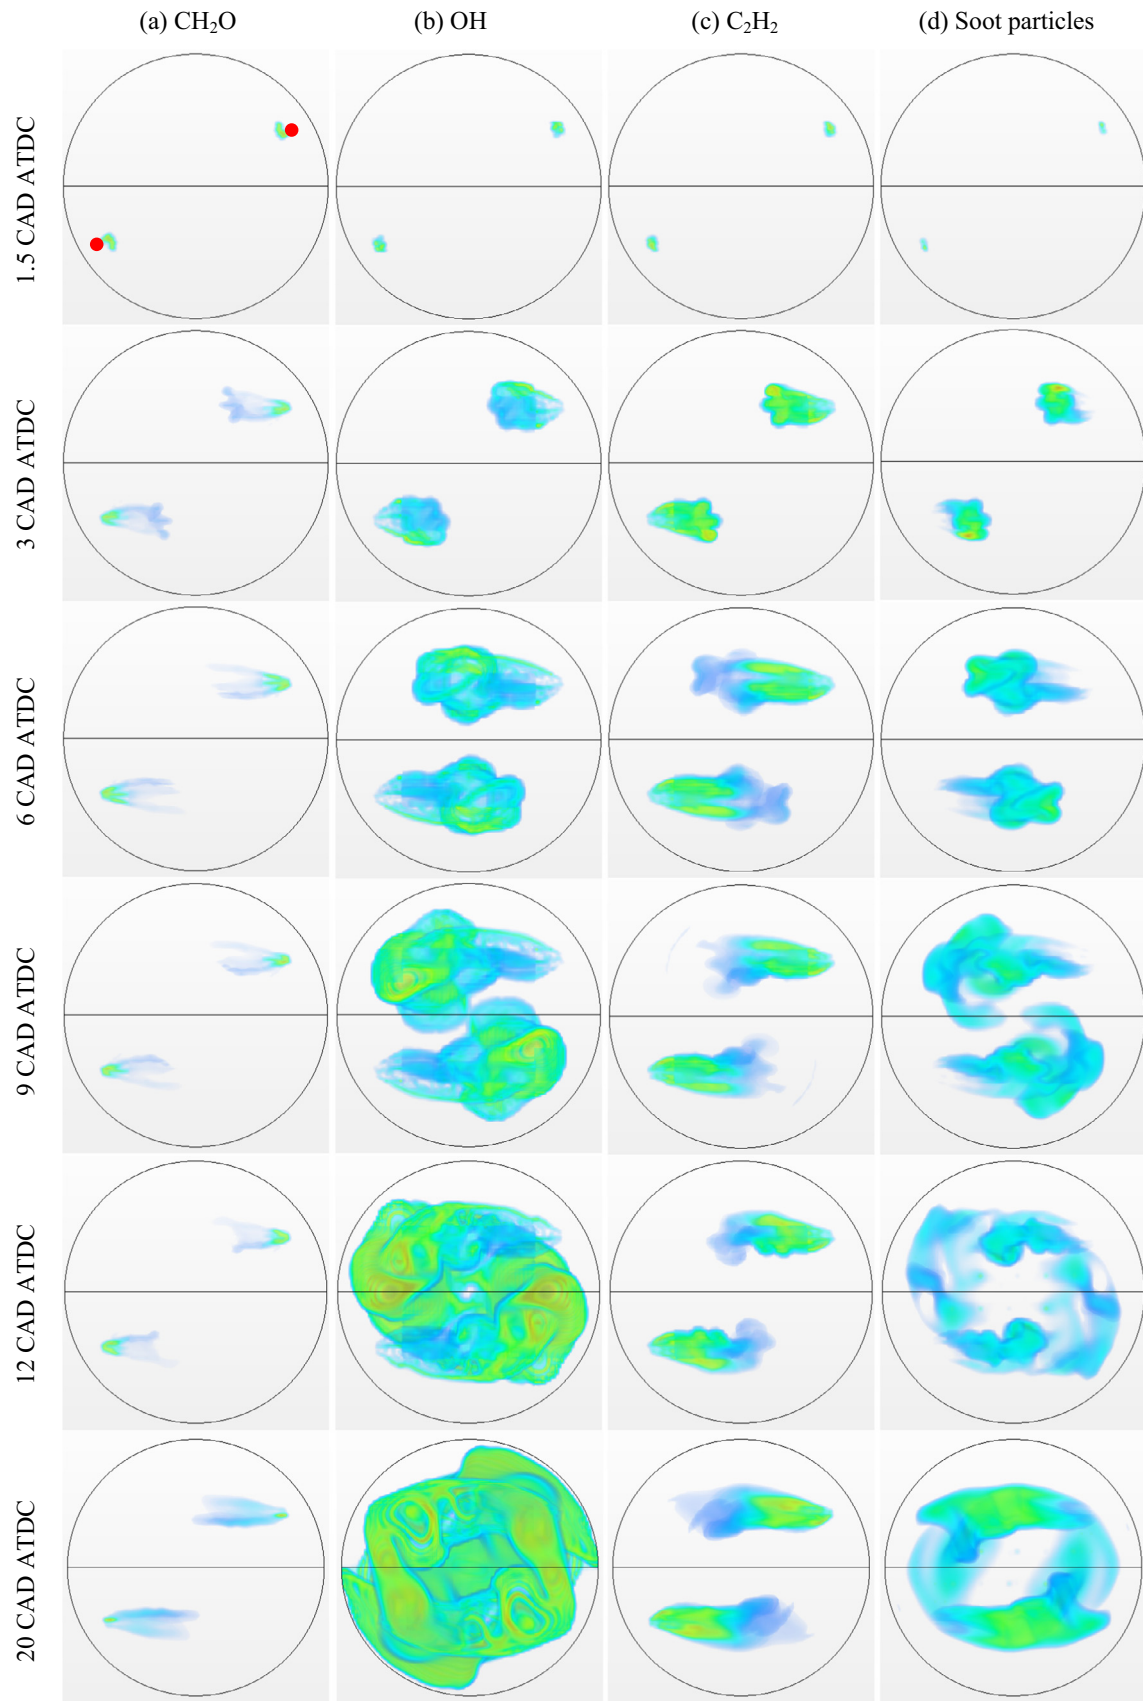 (a) CH₂O (b) OH (c) C₂H₂ (d) Soot particles
1.5 CAD ATDC
3 CAD ATDC
6 CAD ATDC
9 CAD ATDC
12 CAD ATDC
20 CAD ATDC